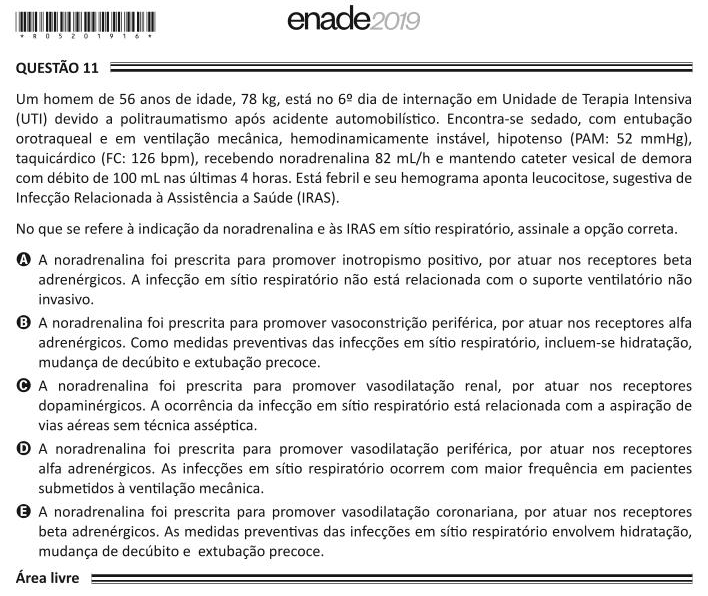 enade2019
* R 0 5 2 0 1 9 1 6 *
QUESTÃO 11
Um homem de 56 anos de idade, 78 kg, está no 6º dia de internação em Unidade de Terapia Intensiva
(UTI) devido a politraumatismo após acidente automobilístico. Encontra-se sedado, com entubação
orotraqueal e em ventilação mecânica, hemodinamicamente instável, hipotenso (PAM: 52 mmHg),
taquicárdico (FC: 126 bpm), recebendo noradrenalina 82 mL/h e mantendo cateter vesical de demora
com débito de 100 mL nas últimas 4 horas. Está febril e seu hemograma aponta leucocitose, sugestiva de
Infecção Relacionada à Assistência a Saúde (IRAS).
No que se refere à indicação da noradrenalina e às IRAS em sítio respiratório, assinale a opção correta.
A A noradrenalina foi prescrita para promover inotropismo positivo, por atuar nos receptores beta
adrenérgicos. A infecção em sítio respiratório não está relacionada com o suporte ventilatório não
invasivo.
B A noradrenalina foi prescrita para promover vasoconstrição periférica, por atuar nos receptores alfa
adrenérgicos. Como medidas preventivas das infecções em sítio respiratório, incluem-se hidratação,
mudança de decúbito e extubação precoce.
C A noradrenalina foi prescrita para promover vasodilatação renal, por atuar nos receptores
dopaminérgicos. A ocorrência da infecção em sítio respiratório está relacionada com a aspiração de
vias aéreas sem técnica asséptica.
D A noradrenalina foi prescrita para promover vasodilatação periférica, por atuar nos receptores
alfa adrenérgicos. As infecções em sítio respiratório ocorrem com maior frequência em pacientes
submetidos à ventilação mecânica.
E A noradrenalina foi prescrita para promover vasodilatação coronariana, por atuar nos receptores
beta adrenérgicos. As medidas preventivas das infecções em sítio respiratório envolvem hidratação,
mudança de decúbito e extubação precoce.
Área livre